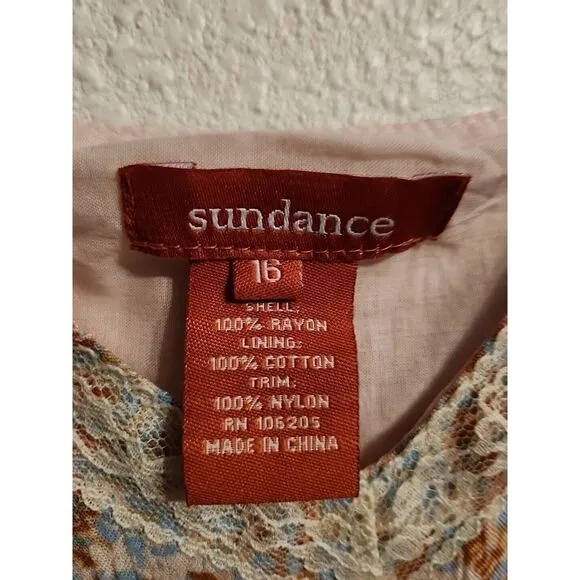 sundance
16
SHELL:
100% RAYON
LINING:
100% COTTON
TRIM:
100% NYLON
RN 106205
MADE IN CHINA